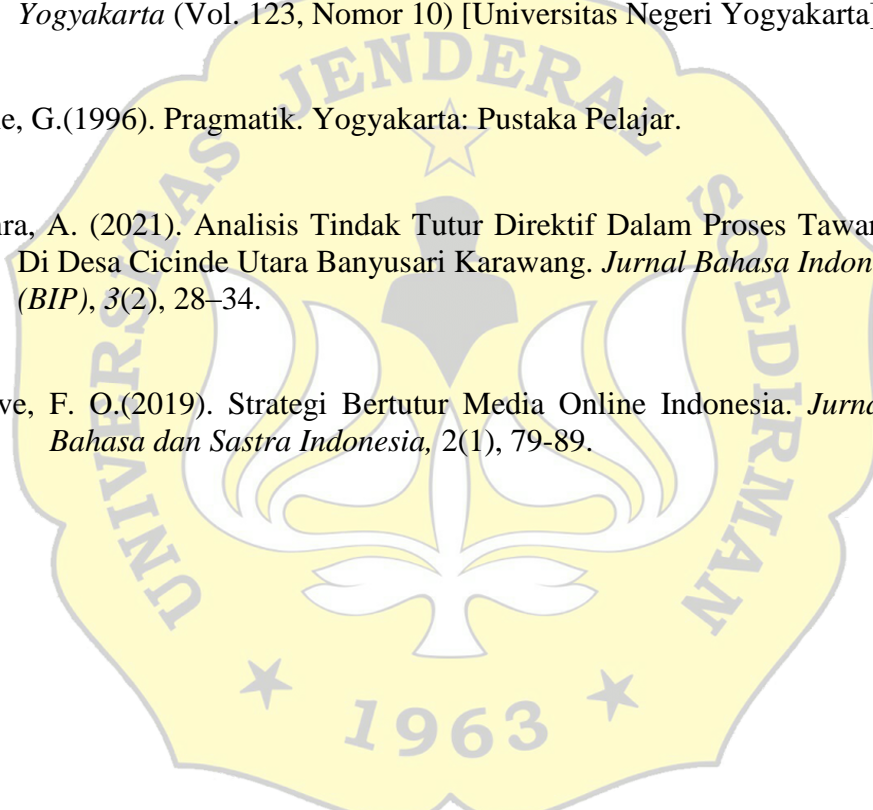 Yogyakarta (Vol. 123, Nomor 10) [Universitas Negeri Yogyakarta]
e, G.(1996). Pragmatik. Yogyakarta: Pustaka Pelajar.
ra, A. (2021). Analisis Tindak Tutur Direktif Dalam Proses Tawar
Di Desa Cicinde Utara Banyusari Karawang. Jurnal Bahasa Indon
(BIP), 3(2), 28–34.
ve, F. O.(2019). Strategi Bertutur Media Online Indonesia. Jurna
Bahasa dan Sastra Indonesia, 2(1), 79-89.
UNIVERSITAS JENDERAL SOEDIRMAN
1963